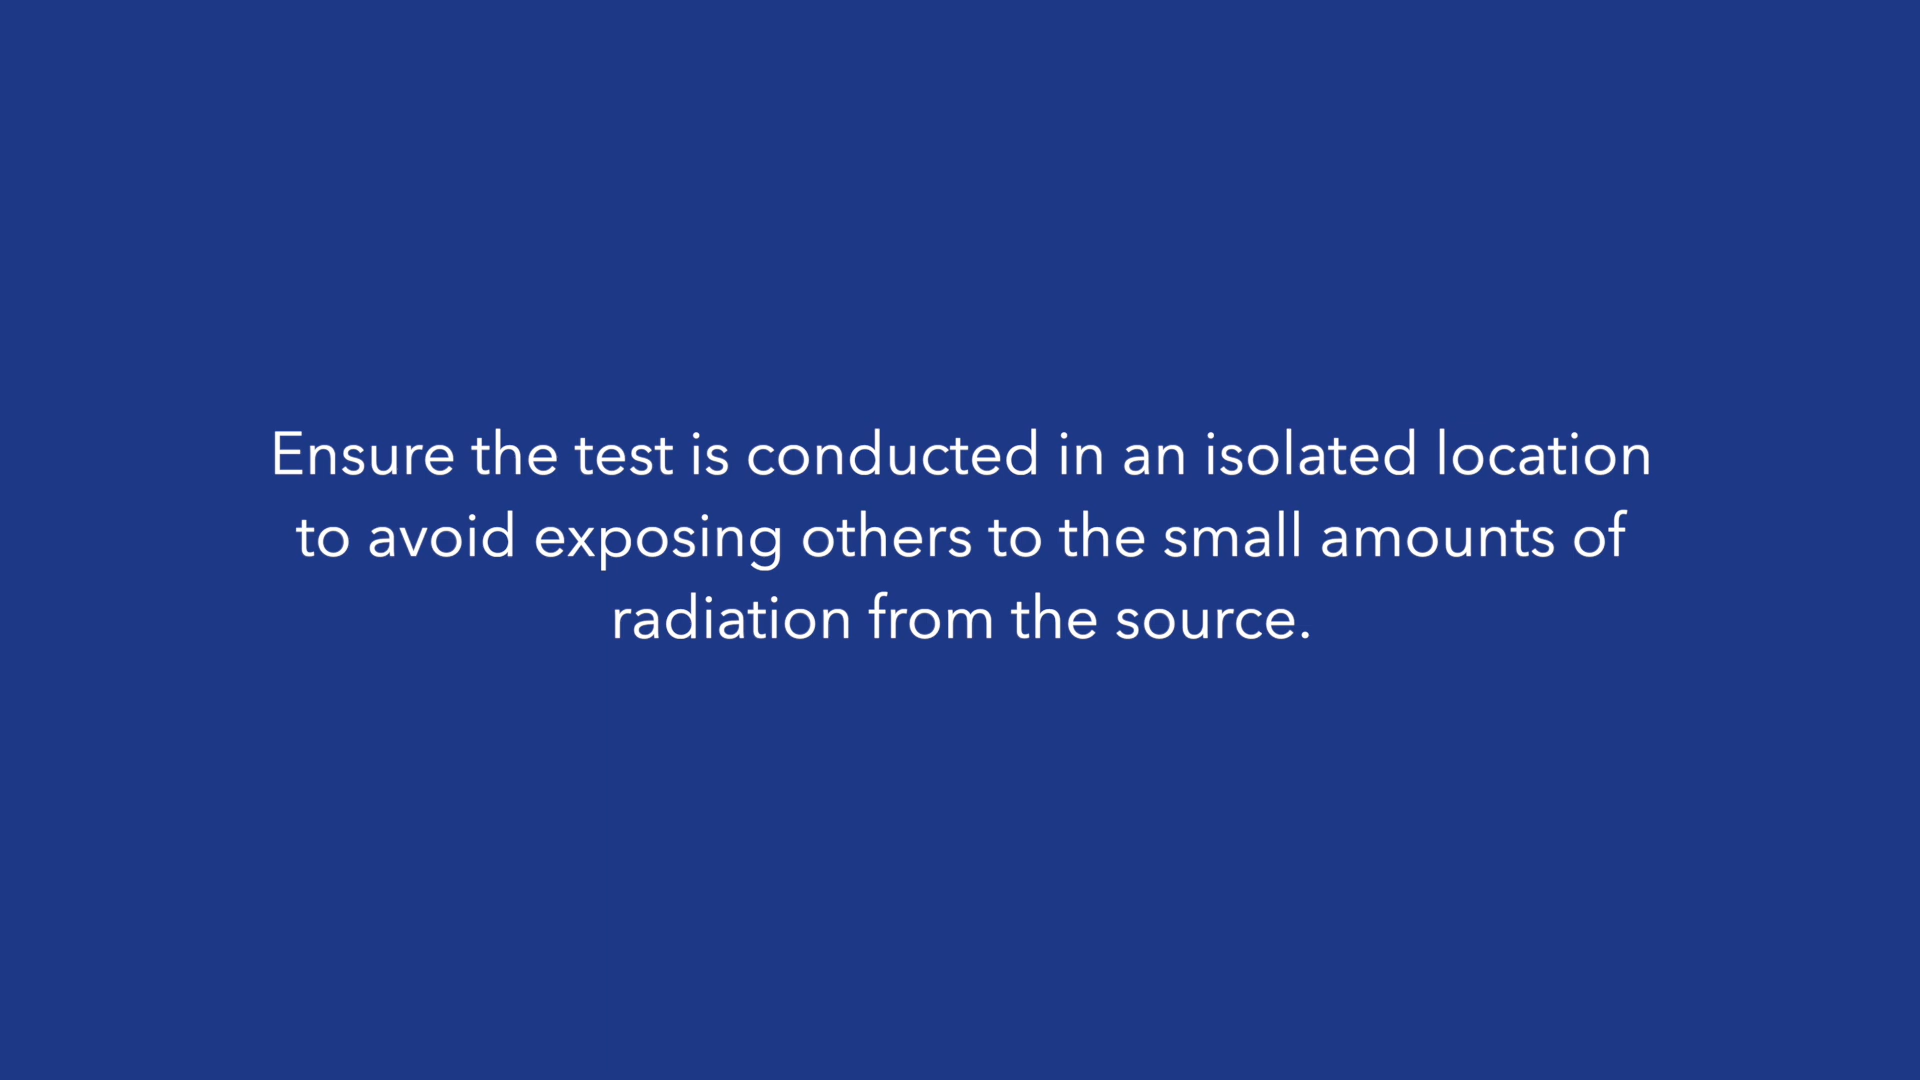 Ensure the test is conducted in an isolated location
to avoid exposing others to the small amounts of
radiation from the source.